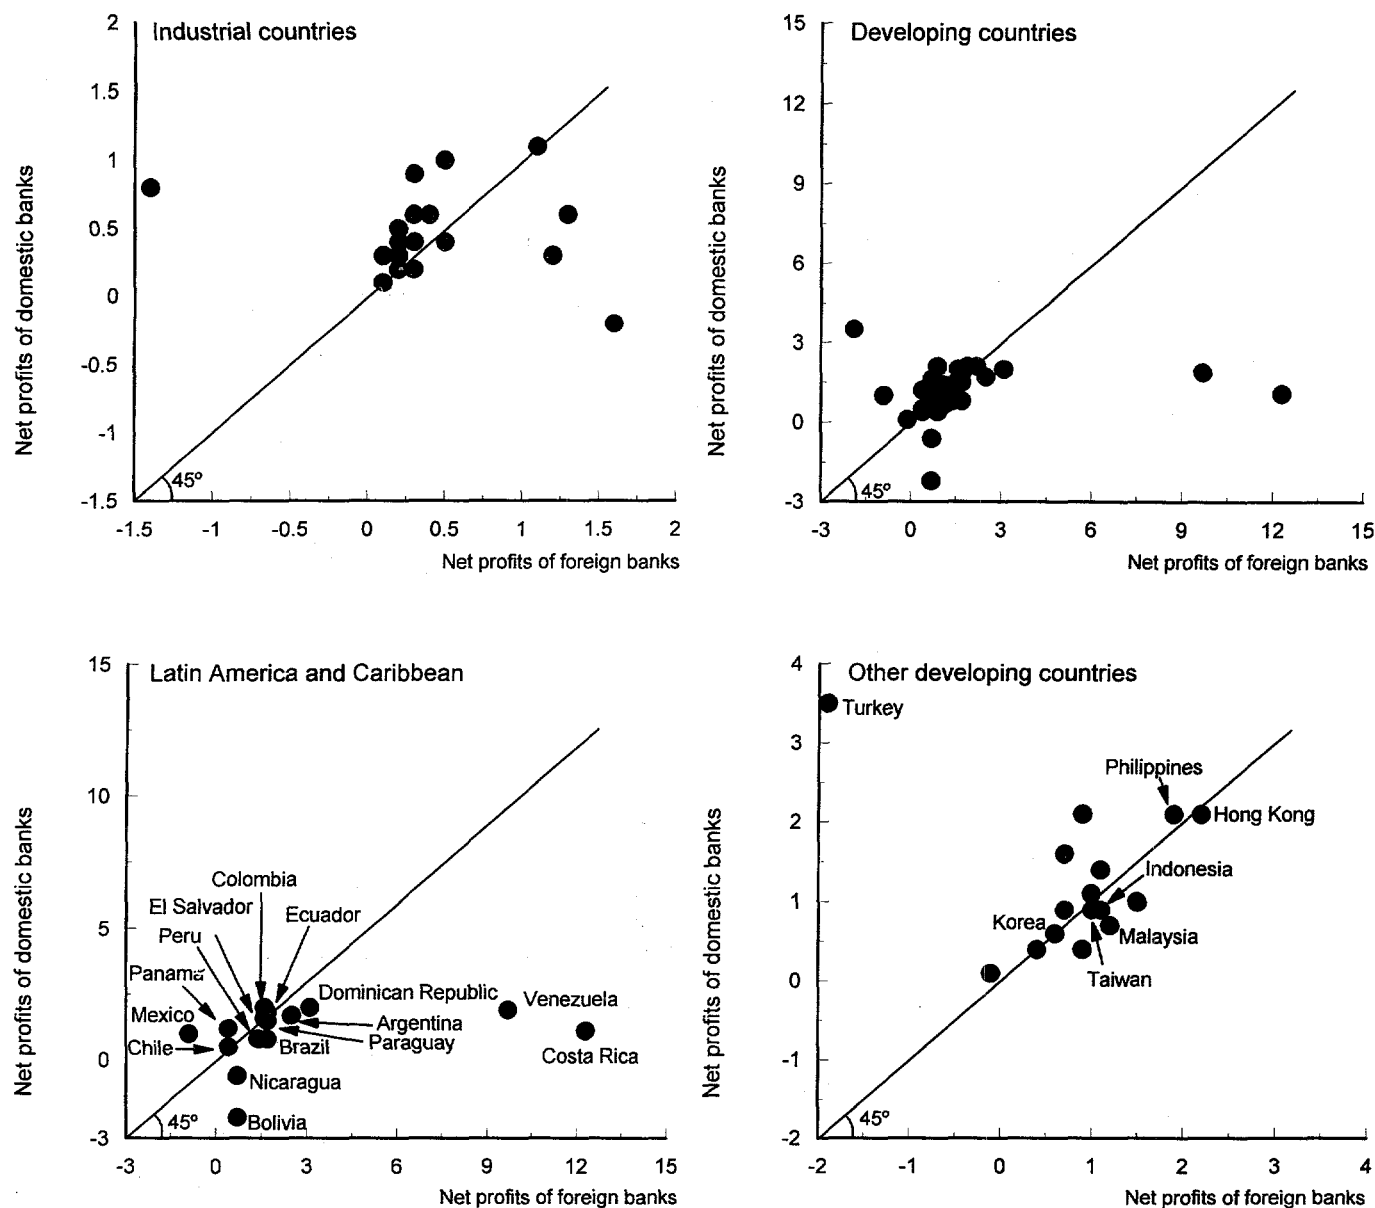 Industrial countries
2
1.5
1
0.5
0
-0.5
-1
-1.5
Net profits of domestic banks
45º
-1.5 -1 -0.5 0 0.5 1 1.5 2
Net profits of foreign banks
Developing countries
15
12
9
6
3
0
-3
Net profits of domestic banks
45º
-3 0 3 6 9 12 15
Net profits of foreign banks
Latin America and Caribbean
15
10
5
0
-3
Net profits of domestic banks
Colombia
El Salvador
Ecuador
Peru
Panama
Dominican Republic
Venezuela
Mexico
Argentina
Chile
Brazil
Paraguay
Costa Rica
Nicaragua
Bolivia
45º
-3 0 3 6 9 12 15
Net profits of foreign banks
Other developing countries
4
3
2
1
0
-1
-2
Net profits of domestic banks
Turkey
Philippines
Hong Kong
Indonesia
Korea
Malaysia
Taiwan
45º
-2 -1 0 1 2 3 4
Net profits of foreign banks